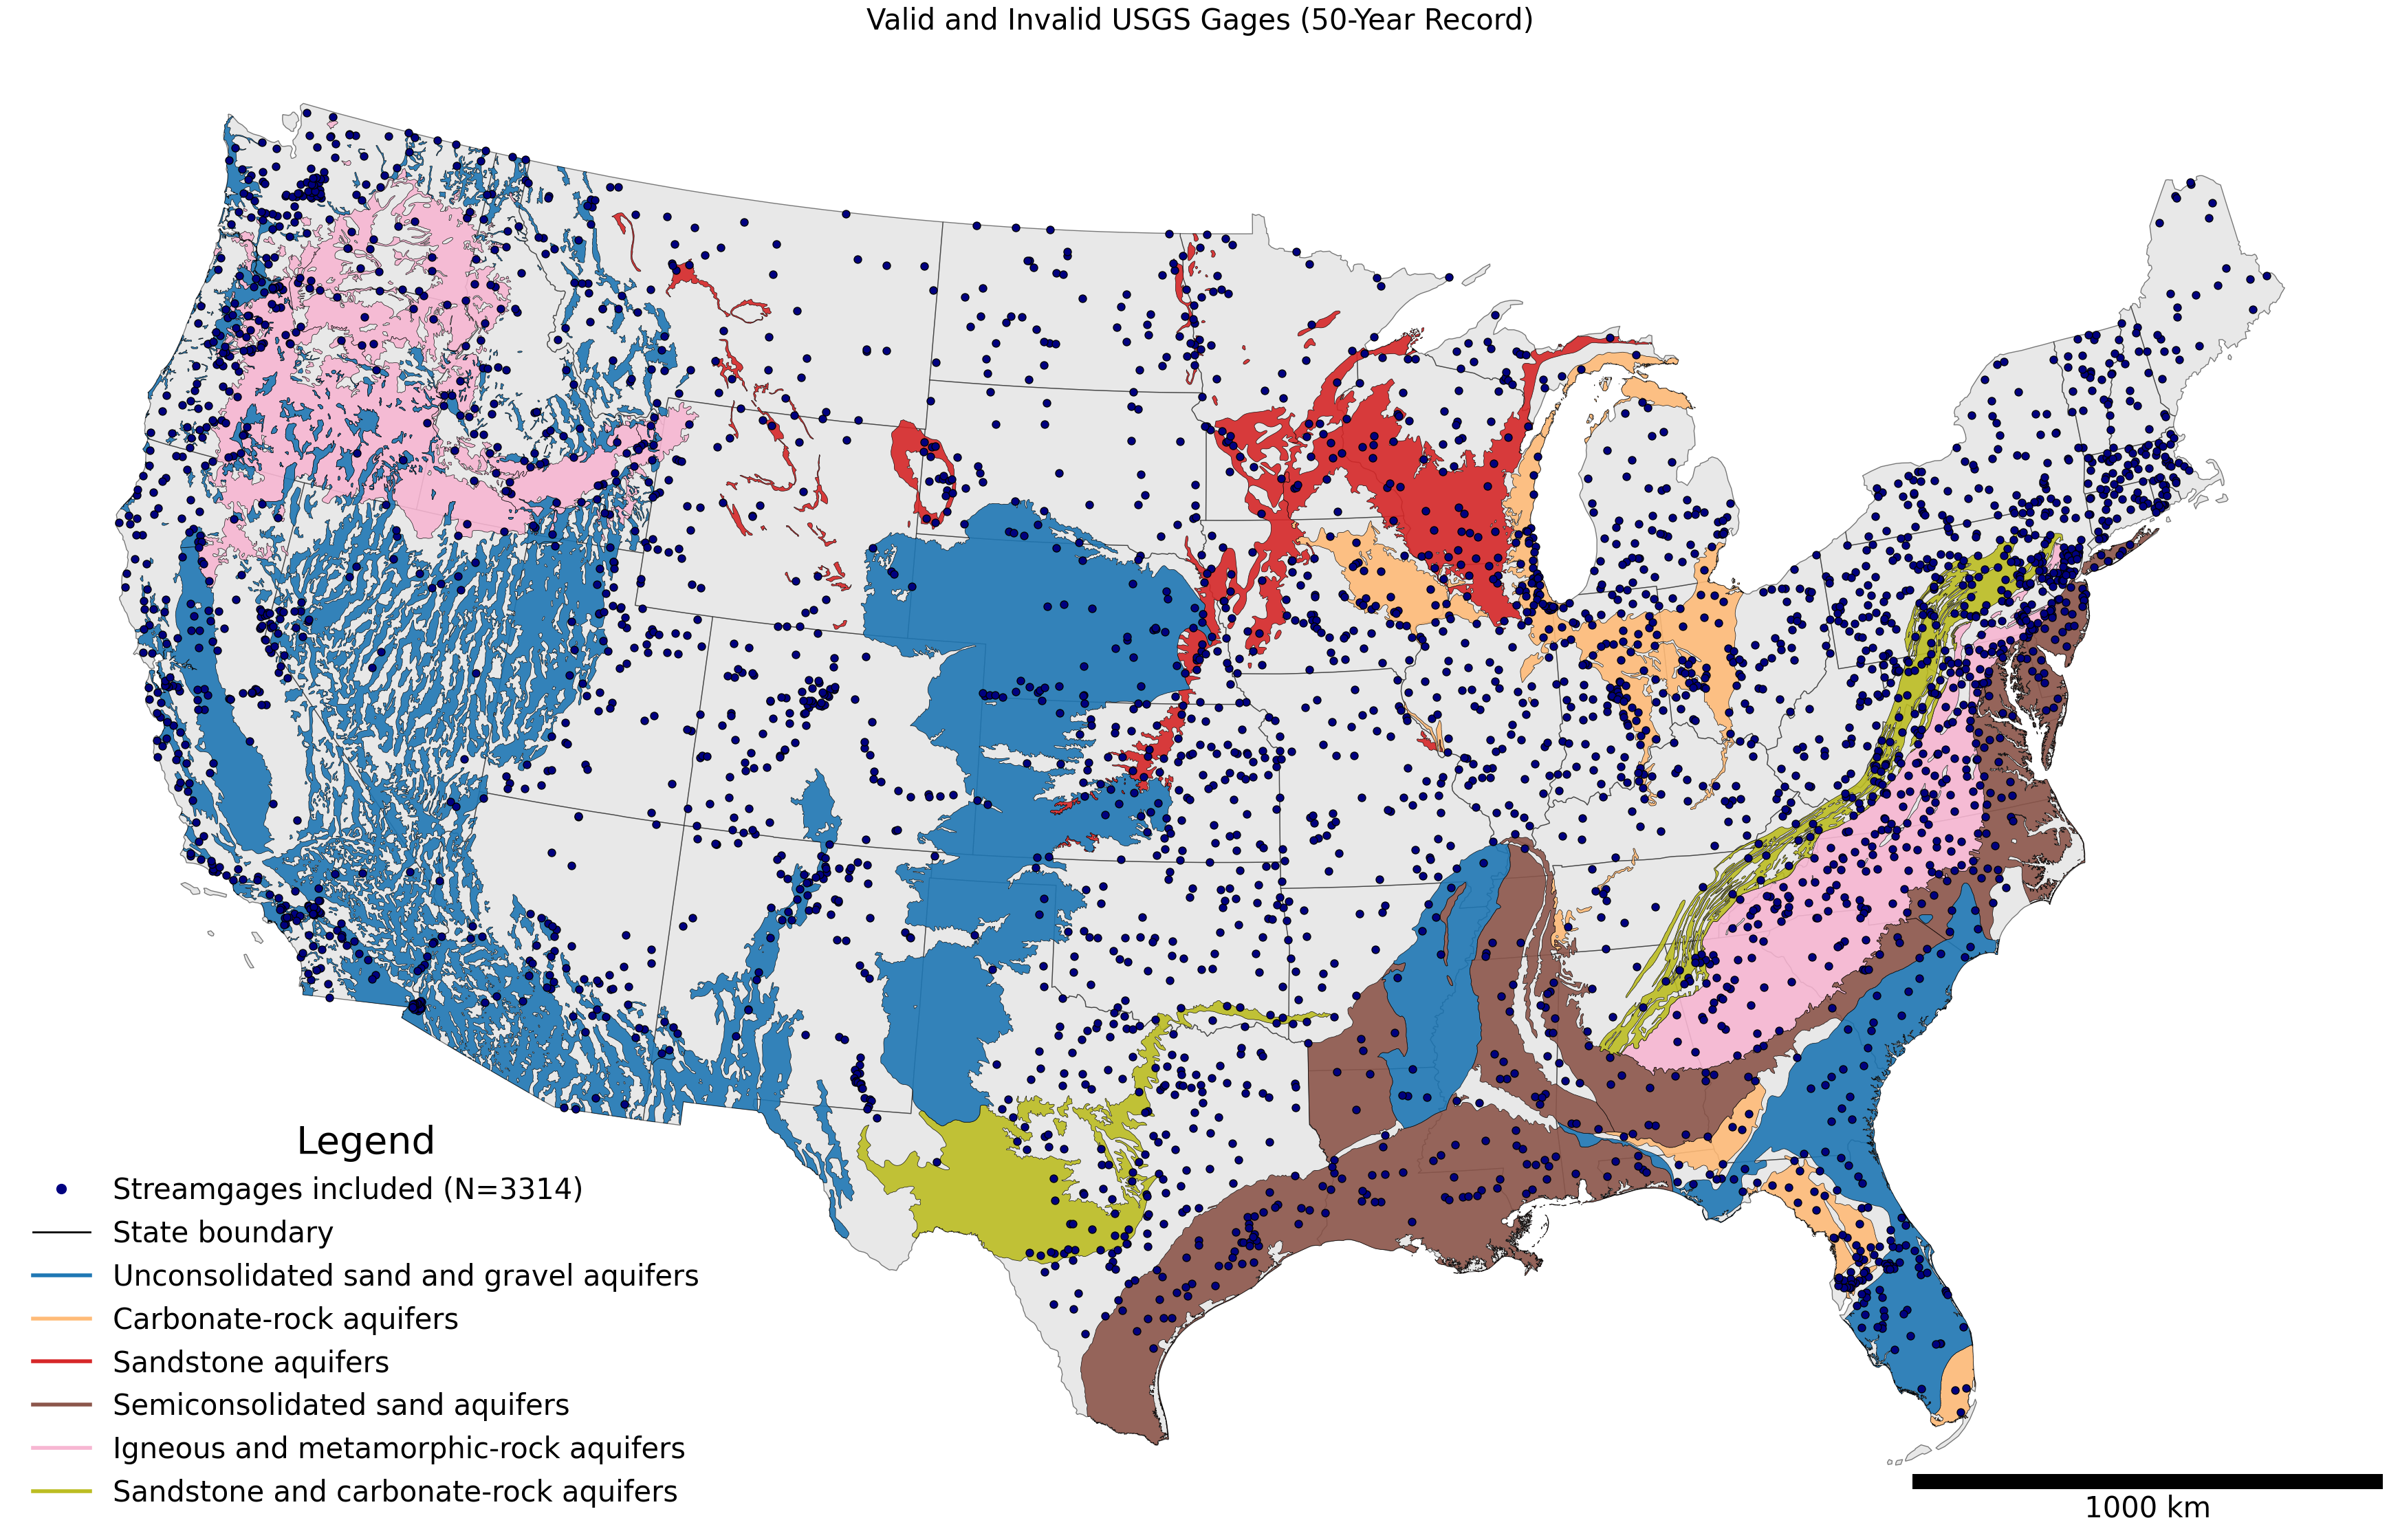 Valid and Invalid USGS Gages (50-Year Record)
Legend
Streamgages included (N=3314)
State boundary
Unconsolidated sand and gravel aquifers
Carbonate-rock aquifers
Sandstone aquifers
Semiconsolidated sand aquifers
Igneous and metamorphic-rock aquifers
Sandstone and carbonate-rock aquifers
1000 km